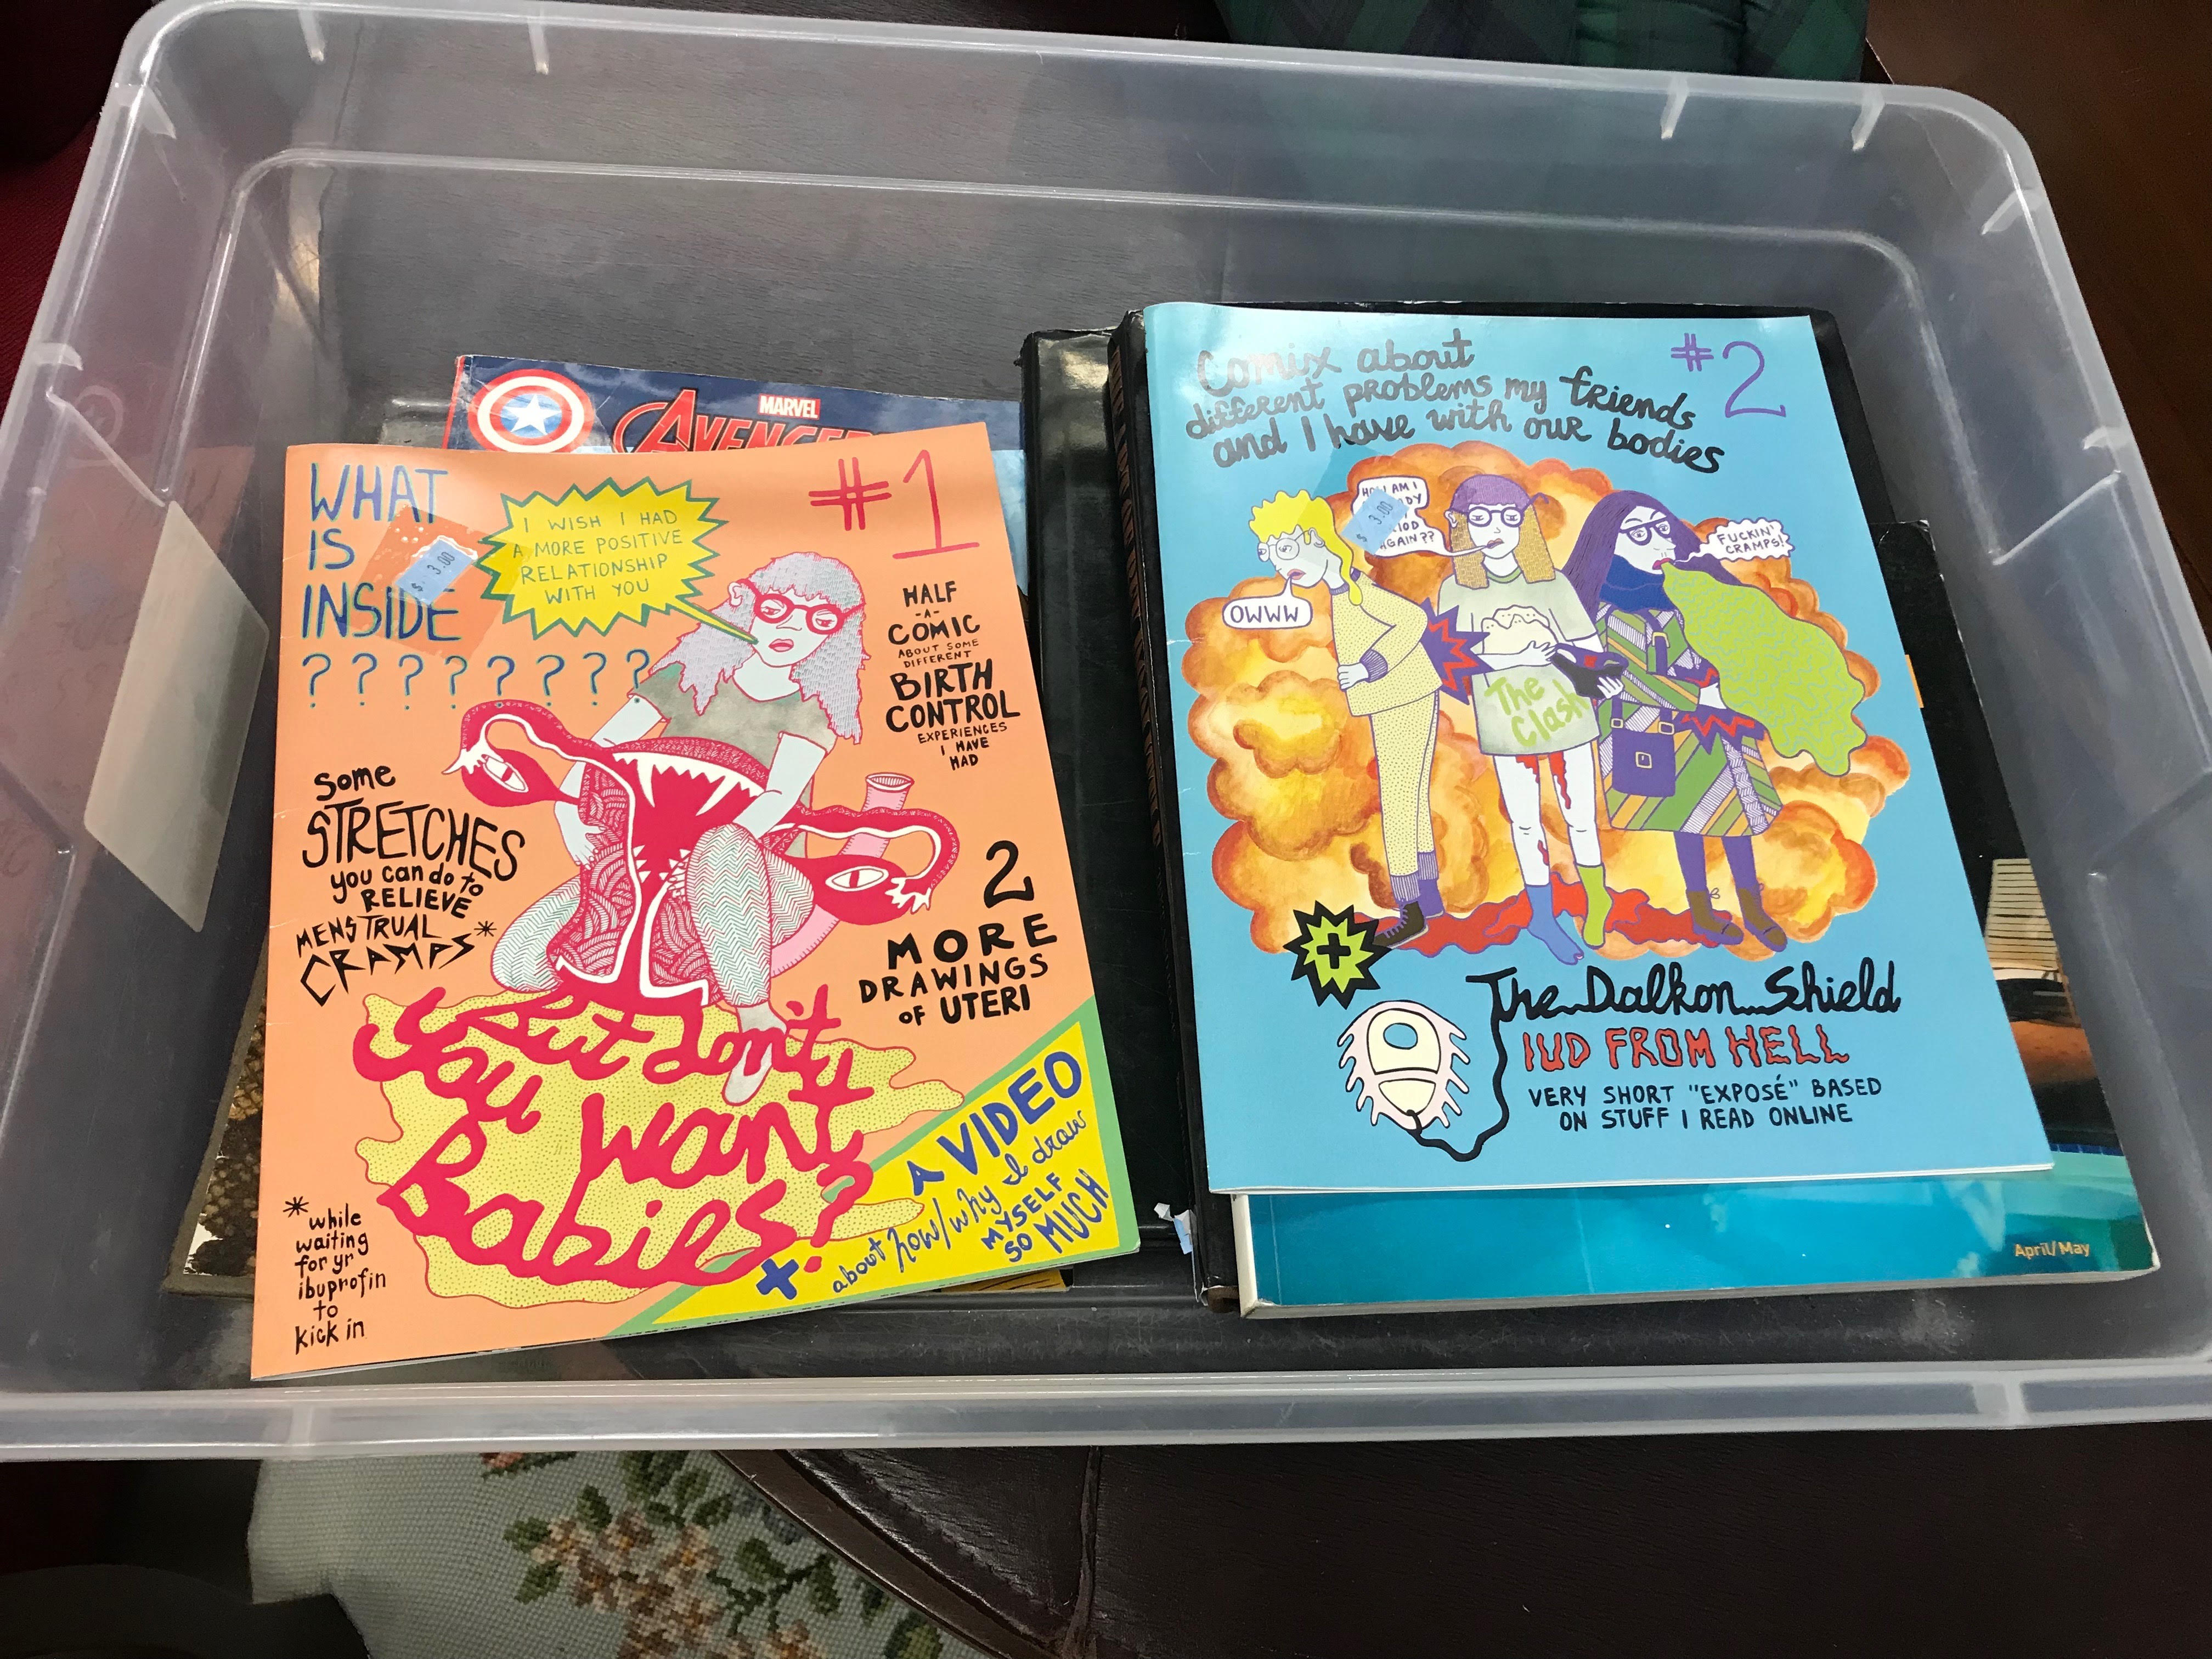 MARVEL
AVENGERS
WHAT
IS
INSIDE
????????
$ 3.00
I WISH I HAD
A MORE POSITIVE
RELATIONSHIP
WITH YOU
#1
HALF
-A-
COMIC
ABOUT SOME
DIFFERENT
BIRTH
CONTROL
EXPERIENCES
I HAVE
HAD
Some
STRETCHES
you can do to
RELIEVE
MENSTRUAL
CRAMPS*
2
MORE
DRAWINGS
OF UTERI
But don't
You want
Babies?
*while
waiting
for yr
ibuprofin
to
kick in
+ A VIDEO
about how/why I draw
MYSELF
SO MUCH
Comix about
different problems my friends
and I have with our bodies
#2
HOW AM I
AGAIN??
$ 3.00
OWWW
FUCKIN'
CRAMPS!
The
Clash
+
The Dalkon Shield
IUD FROM HELL
VERY SHORT "EXPOSÉ" BASED
ON STUFF I READ ONLINE
April/May